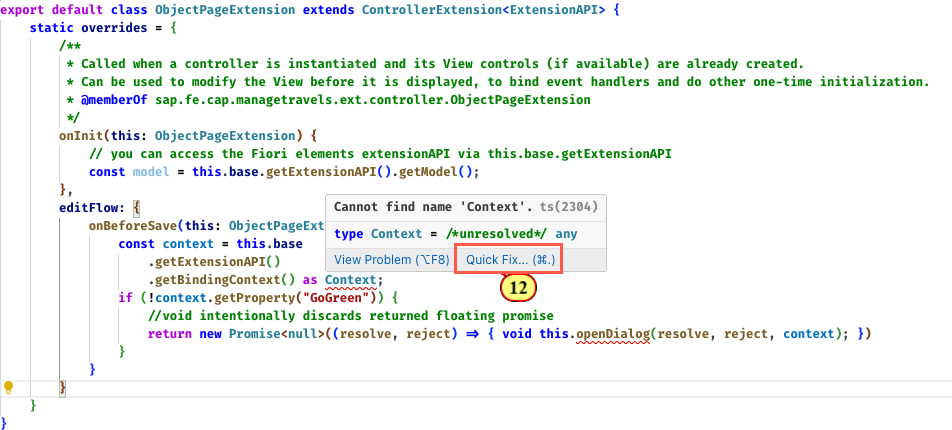 export default class ObjectPageExtension extends ControllerExtension<ExtensionAPI> {
static overrides = {
/**
* Called when a controller is instantiated and its View controls (if available) are already created.
* Can be used to modify the View before it is displayed, to bind event handlers and do other one-time initialization.
* @memberOf sap.fe.cap.managetravels.ext.controller.ObjectPageExtension
*/
onInit(this: ObjectPageExtension) {
// you can access the Fiori elements extensionAPI via this.base.getExtensionAPI
const model = this.base.getExtensionAPI().getModel();
},
editFlow: {
Cannot find name 'Context'. ts(2304)
onBeforeSave(this: ObjectPageExt
type Context = /*unresolved*/ any
const context = this.base
View Problem (⌥F8) Quick Fix... (⌘.)
.getExtensionAPI()
.getBindingContext() as Context;
12
if (!context.getProperty("GoGreen")) {
//void intentionally discards returned floating promise
return new Promise<null>((resolve, reject) => { void this.openDialog(resolve, reject, context); })
}
}
}
}
}